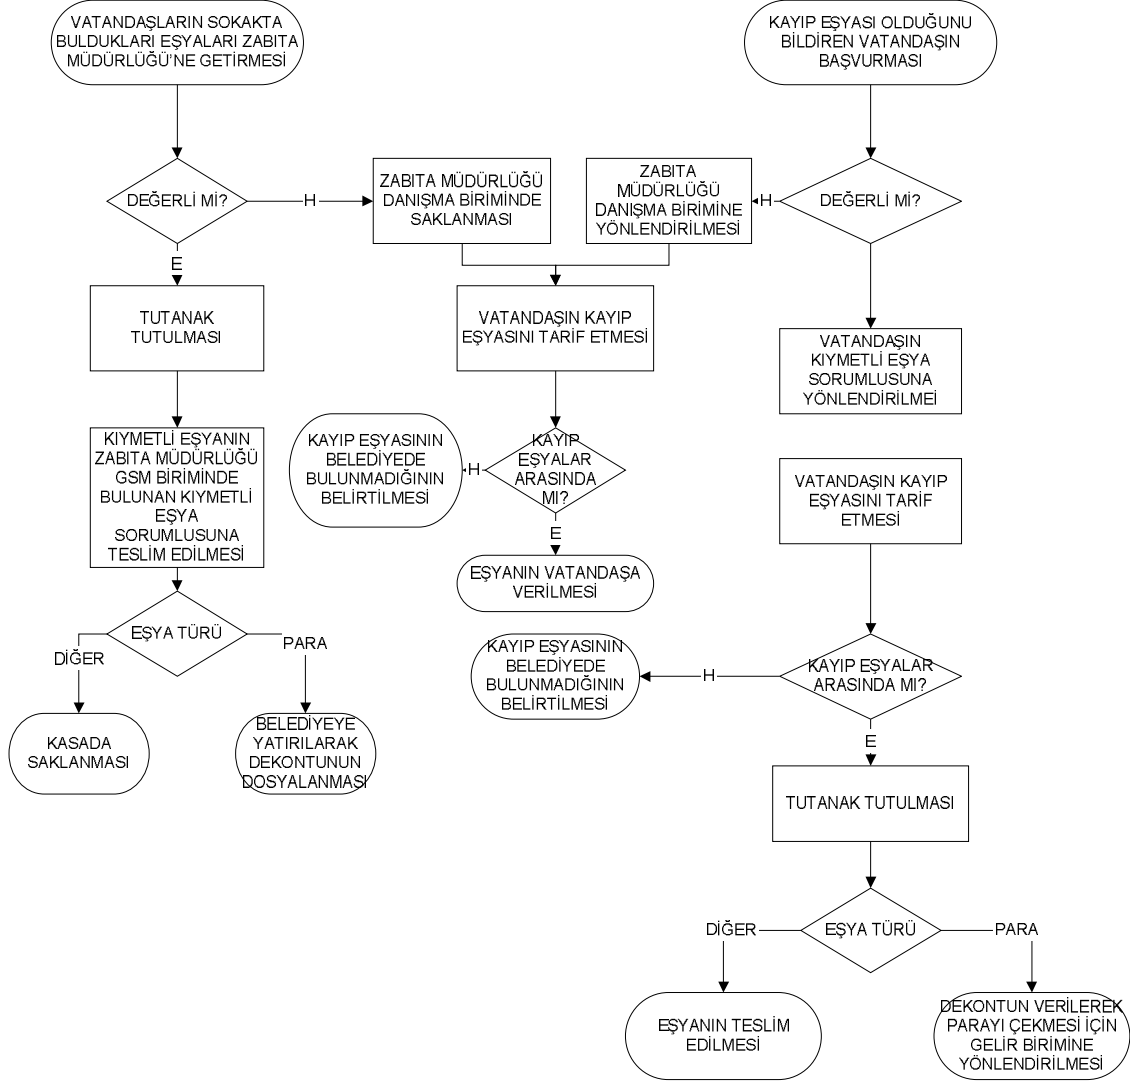 VATANDAŞLARIN SOKAKTA
BULDUKLARI EŞYALARI ZABITA
MÜDÜRLÜĞÜ'NE GETİRMESİ
KAYIP EŞYASI OLDUĞUNU
BİLDİREN VATANDAŞIN
BAŞVURMASI
DEĞERLİ Mİ?
H
ZABITA MÜDÜRLÜĞÜ
DANIŞMA BİRİMİNDE
SAKLANMASI
ZABITA
MÜDÜRLÜĞÜ
DANIŞMA BİRİMİNE
YÖNLENDİRİLMESİ
H
DEĞERLİ Mİ?
E
TUTANAK
TUTULMASI
VATANDAŞIN KAYIP
EŞYASINI TARİF ETMESİ
VATANDAŞIN
KIYMETLİ EŞYA
SORUMLUSUNA
YÖNLENDİRİLMEİ
KIYMETLİ EŞYANIN
ZABITA MÜDÜRLÜĞÜ
GSM BİRİMİNDE
BULUNAN KIYMETLİ
EŞYA
SORUMLUSUNA
TESLİM EDİLMESİ
KAYIP EŞYASININ
BELEDİYEDE
BULUNMADIĞININ
BELİRTİLMESİ
H
KAYIP
EŞYALAR
ARASINDA
MI?
VATANDAŞIN KAYIP
EŞYASINI TARİF
ETMESİ
E
EŞYANIN VATANDAŞA
VERİLMESİ
EŞYA TÜRÜ
DİĞER
PARA
KAYIP EŞYASININ
BELEDİYEDE
BULUNMADIĞININ
BELİRTİLMESİ
H
KAYIP EŞYALAR
ARASINDA MI?
KASADA
SAKLANMASI
BELEDİYEYE
YATIRILARAK
DEKONTUNUN
DOSYALANMASI
E
TUTANAK TUTULMASI
DİĞER
EŞYA TÜRÜ
PARA
EŞYANIN TESLİM
EDİLMESİ
DEKONTUN VERİLEREK
PARAYI ÇEKMESİ İÇİN
GELİR BİRİMİNE
YÖNLENDİRİLMESİ